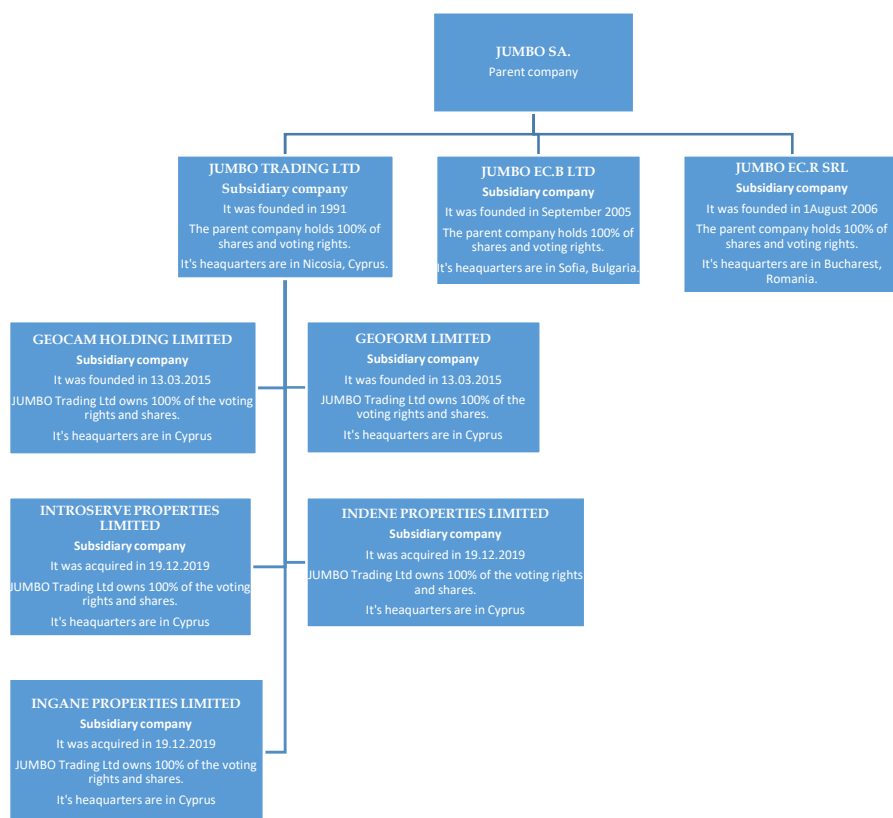 JUMBO SA.
Parent company
JUMBO TRADING LTD
Subsidiary company
It was founded in 1991
The parent company holds 100% of
shares and voting rights.
It's heaquarters are in Nicosia, Cyprus.
JUMBO EC.B LTD
Subsidiary company
It was founded in September 2005
The parent company holds 100% of
shares and voting rights.
It's heaquarters are in Sofia, Bulgaria.
JUMBO EC.R SRL
Subsidiary company
It was founded in 1August 2006
The parent company holds 100% of
shares and voting rights.
It's heaquarters are in Bucharest,
Romania.
GEOCAM HOLDING LIMITED
Subsidiary company
It was founded in 13.03.2015
JUMBO Trading Ltd owns 100% of the voting
rights and shares.
It's heaquarters are in Cyprus
GEOFORM LIMITED
Subsidiary company
It was founded in 13.03.2015
JUMBO Trading Ltd owns 100% of the
voting rights and shares.
It's heaquarters are in Cyprus
INTROSERVE PROPERTIES
LIMITED
Subsidiary company
It was acquired in 19.12.2019
JUMBO Trading Ltd owns 100% of the voting
rights and shares.
It's heaquarters are in Cyprus
INDENE PROPERTIES LIMITED
Subsidiary company
It was acquired in 19.12.2019
JUMBO Trading Ltd owns 100% of the voting rights
and shares.
It's heaquarters are in Cyprus
INGANE PROPERTIES LIMITED
Subsidiary company
It was acquired in 19.12.2019
JUMBO Trading Ltd owns 100% of the voting
rights and shares.
It's heaquarters are in Cyprus